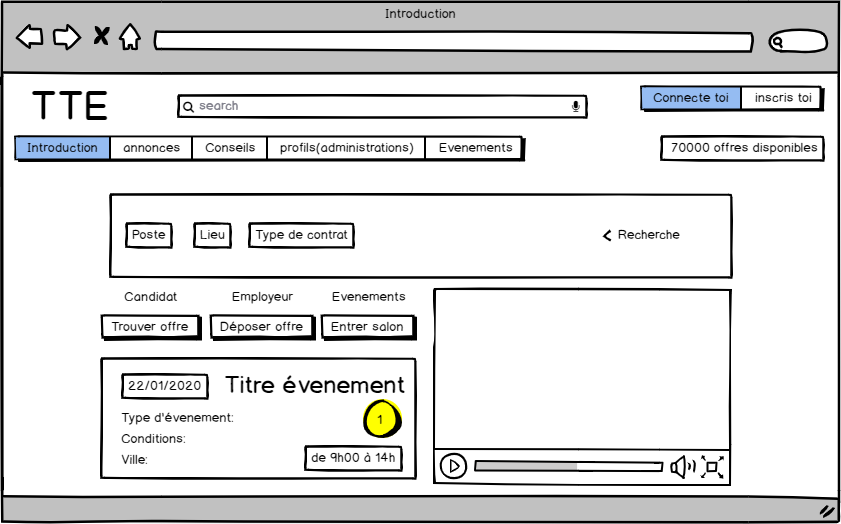 Introduction
TTE
search
Connecte toi
inscris toi
Introduction
annonces
Conseils
profils(administrations)
Evenements
70000 offres disponibles
Poste
Lieu
Type de contrat
Recherche
Candidat
Employeur
Evenements
Trouver offre
Déposer offre
Entrer salon
22/01/2020
Titre évenement
Type d'évenement:
1
Conditions:
Ville:
de 9h00 à 14h